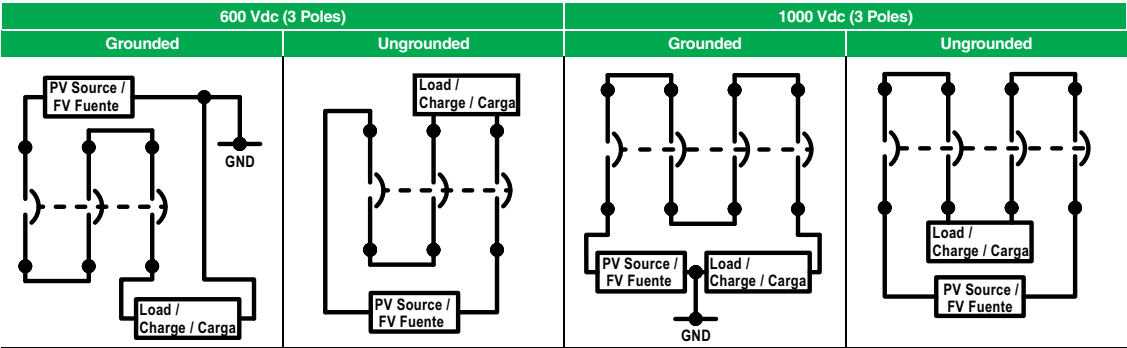 600 Vdc (3 Poles)
1000 Vdc (3 Poles)
Grounded
Ungrounded
Grounded
Ungrounded
PV Source /
FV Fuente
GND
Load /
Charge / Carga
Load /
Charge / Carga
PV Source /
FV Fuente
PV Source /
FV Fuente
Load /
Charge / Carga
GND
Load /
Charge / Carga
PV Source /
FV Fuente